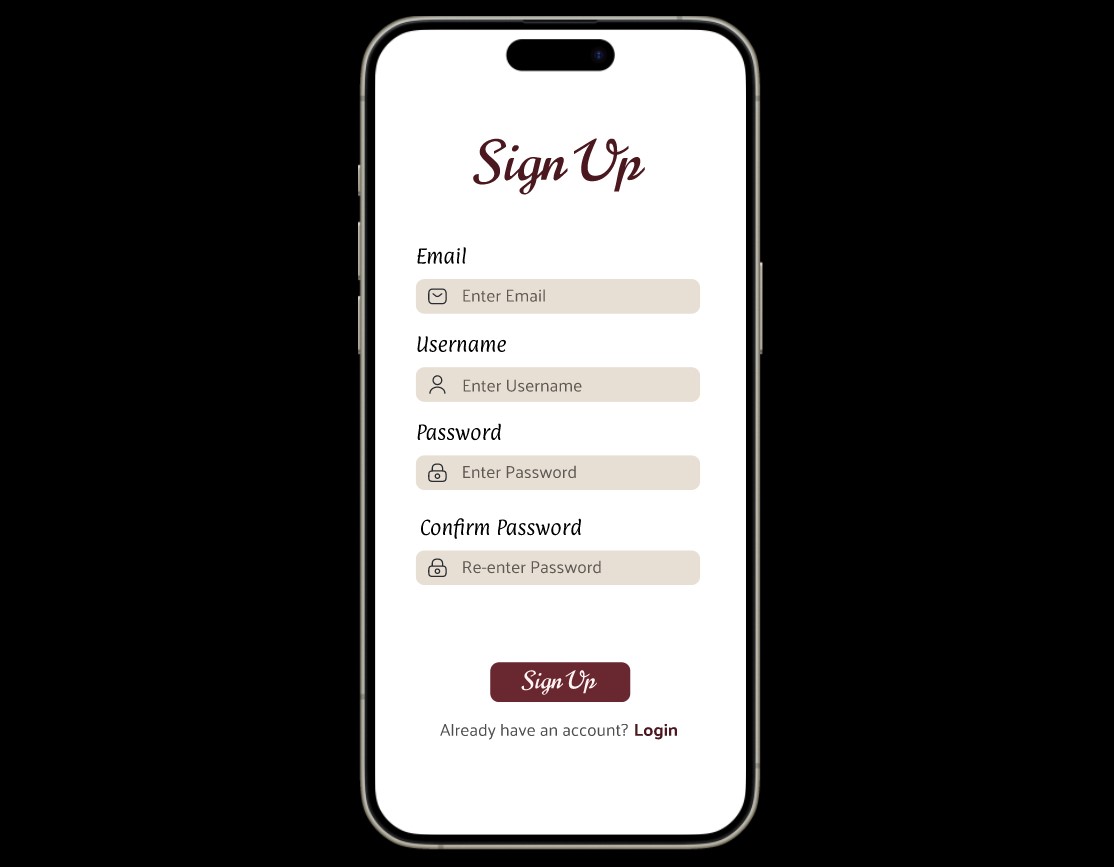 Sign Up
Email
Enter Email
Username
Enter Username
Password
Enter Password
Confirm Password
Re-enter Password
Sign Up
Already have an account? Login